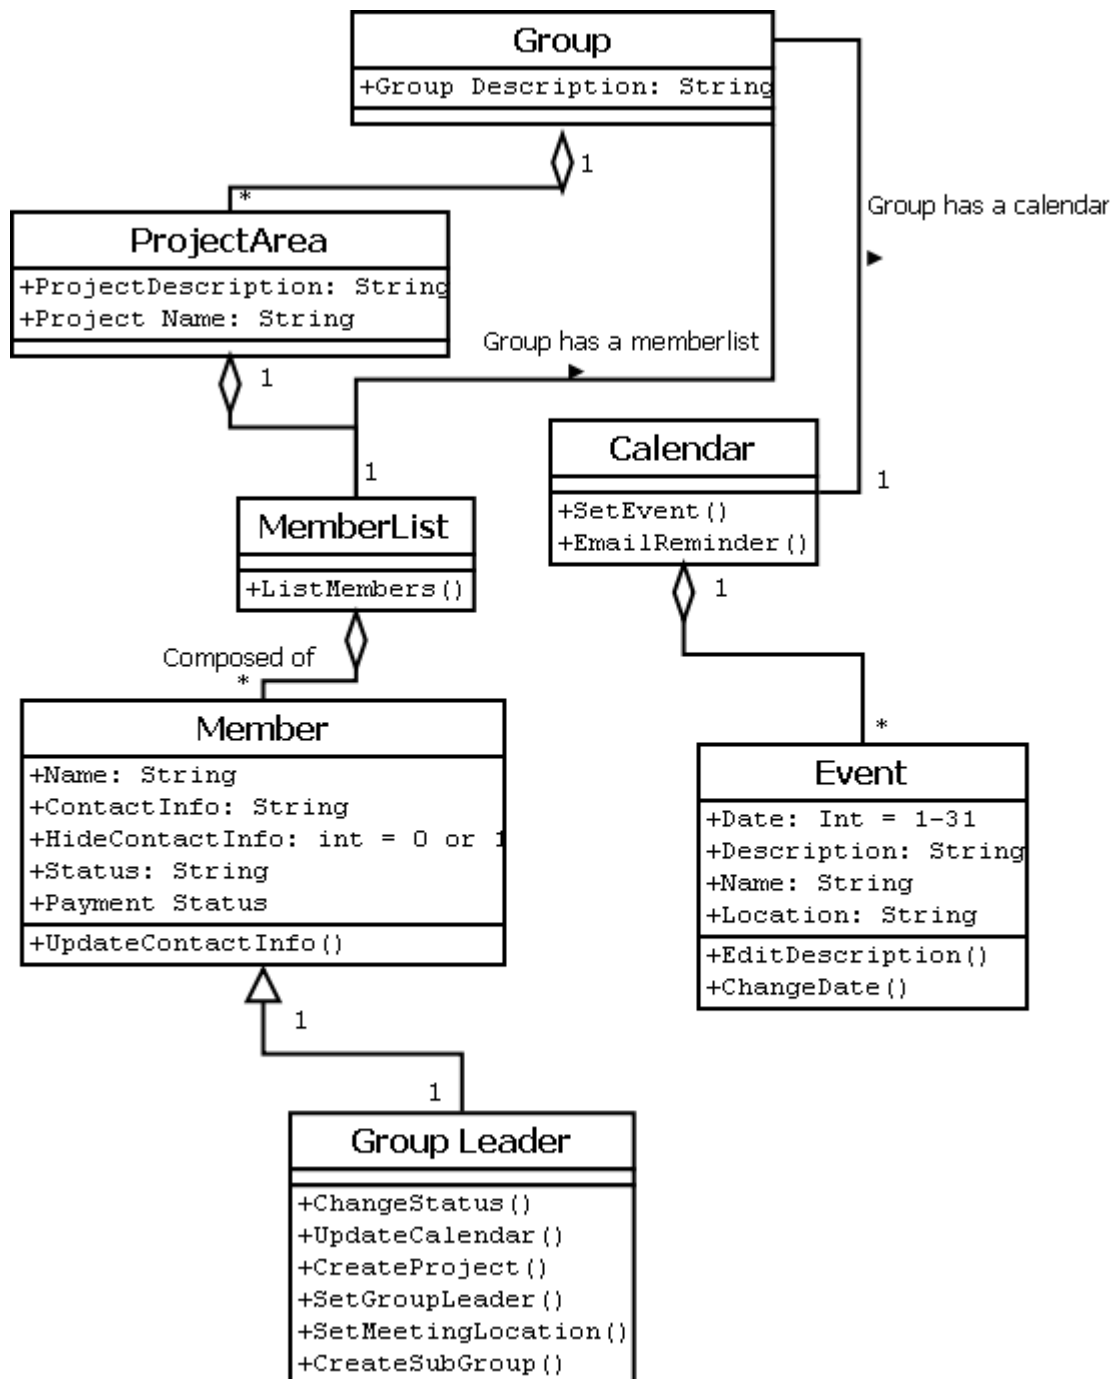 Group
+Group Description: String
1
*
Group has a calendar
ProjectArea
+ProjectDescription: String
+Project Name: String
Group has a memberlist
1
Calendar
1
1
+SetEvent()
+EmailReminder()
MemberList
+ListMembers()
1
Composed of
*
Member
+Name: String
+ContactInfo: String
+HideContactInfo: int = 0 or 1
+Status: String
+Payment Status
+UpdateContactInfo()
*
Event
+Date: Int = 1-31
+Description: String
+Name: String
+Location: String
+EditDescription()
+ChangeDate()
1
1
Group Leader
+ChangeStatus()
+UpdateCalendar()
+CreateProject()
+SetGroupLeader()
+SetMeetingLocation()
+CreateSubGroup()